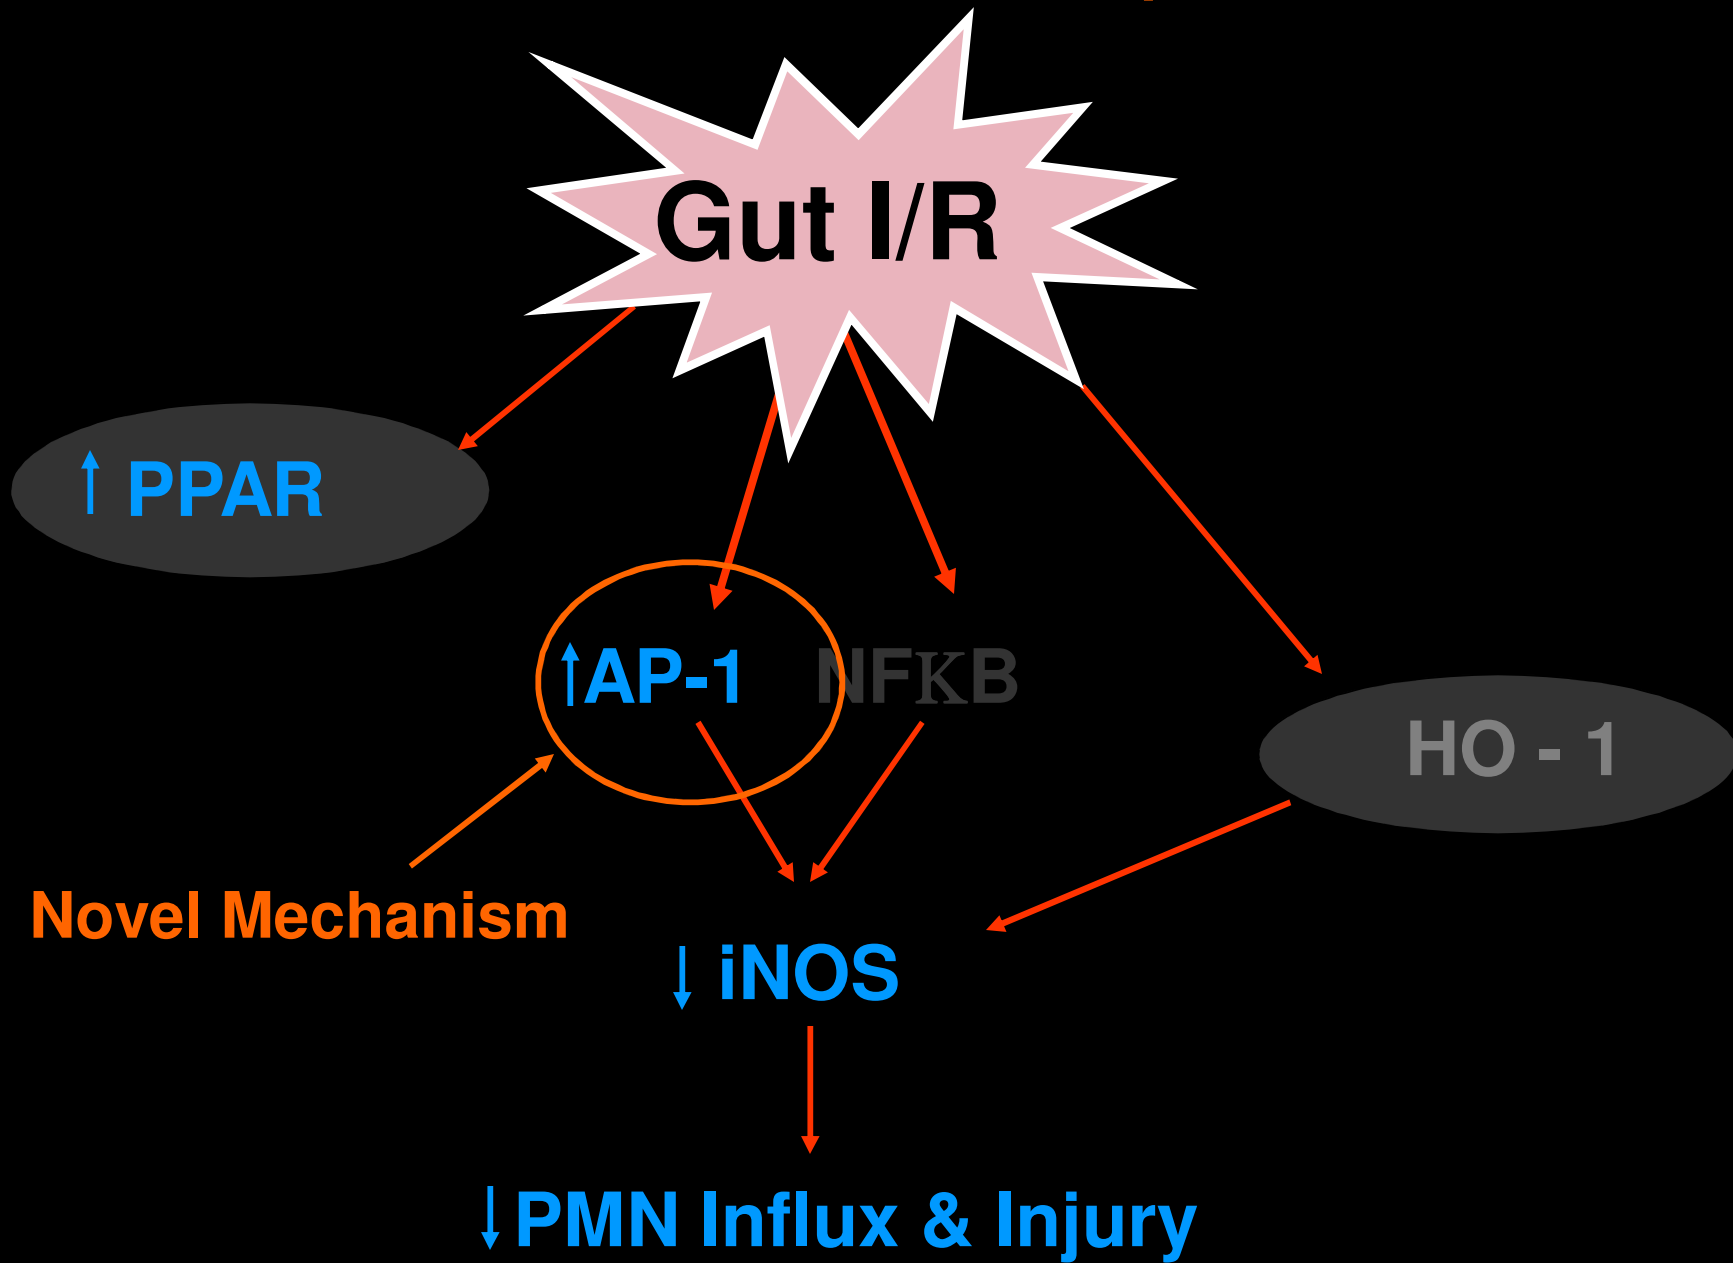 Gut I/R
↑ PPAR
↑AP-1
NFΚB
HO - 1
Novel Mechanism
↓ iNOS
↓PMN Influx & Injury